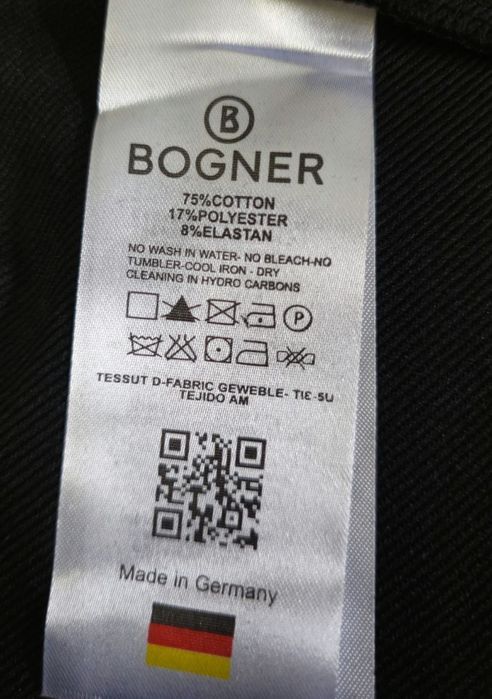 B
BOGNER
75%COTTON
17%POLYESTER
8%ELASTAN
NO WASH IN WATER- NO BLEACH-NO
TUMBLER-COOL IRON - DRY
CLEANING IN HYDRO CARBONS
P
TESSUT D-FABRIC GEWEBLE- TIE-SU
TEJIDO AM
Made in Germany